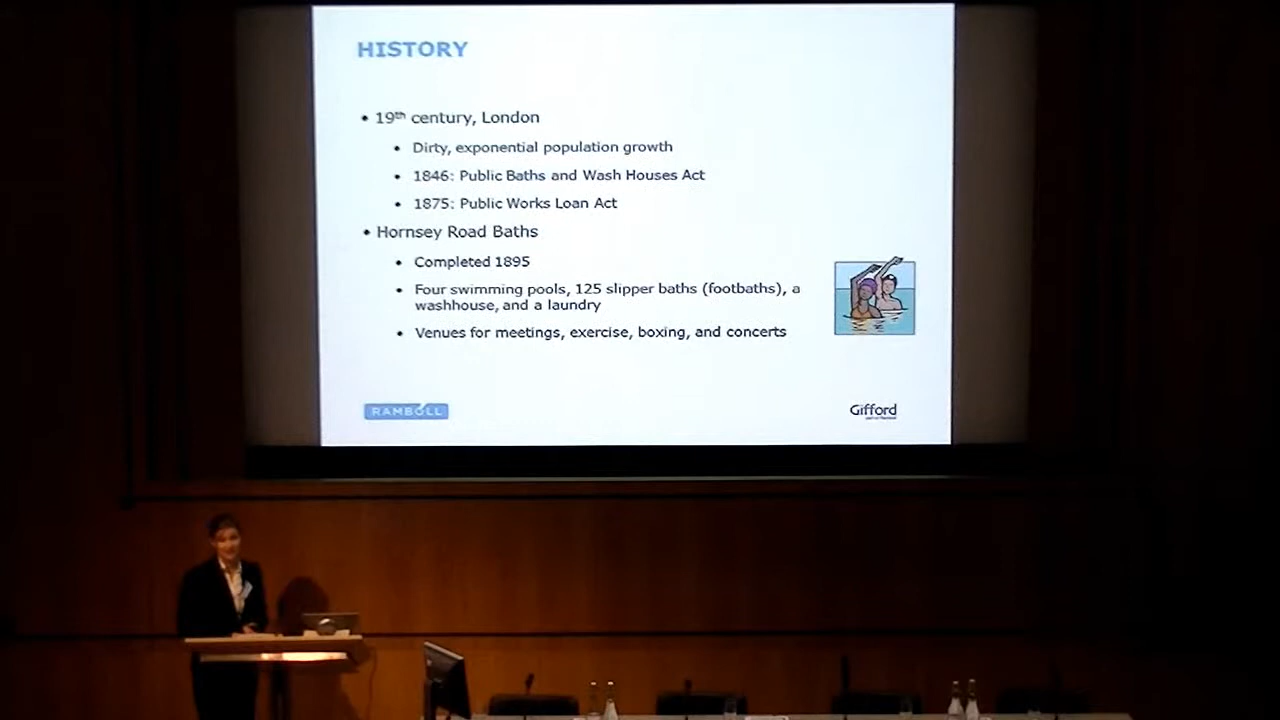 HISTORY
• 19th century, London
• Dirty, exponential population growth
• 1846: Public Baths and Wash Houses Act
• 1875: Public Works Loan Act
• Hornsey Road Baths
• Completed 1895
• Four swimming pools, 125 slipper baths (footbaths), a
washhouse, and a laundry
• Venues for meetings, exercise, boxing, and concerts
RAMBOLL
Gifford